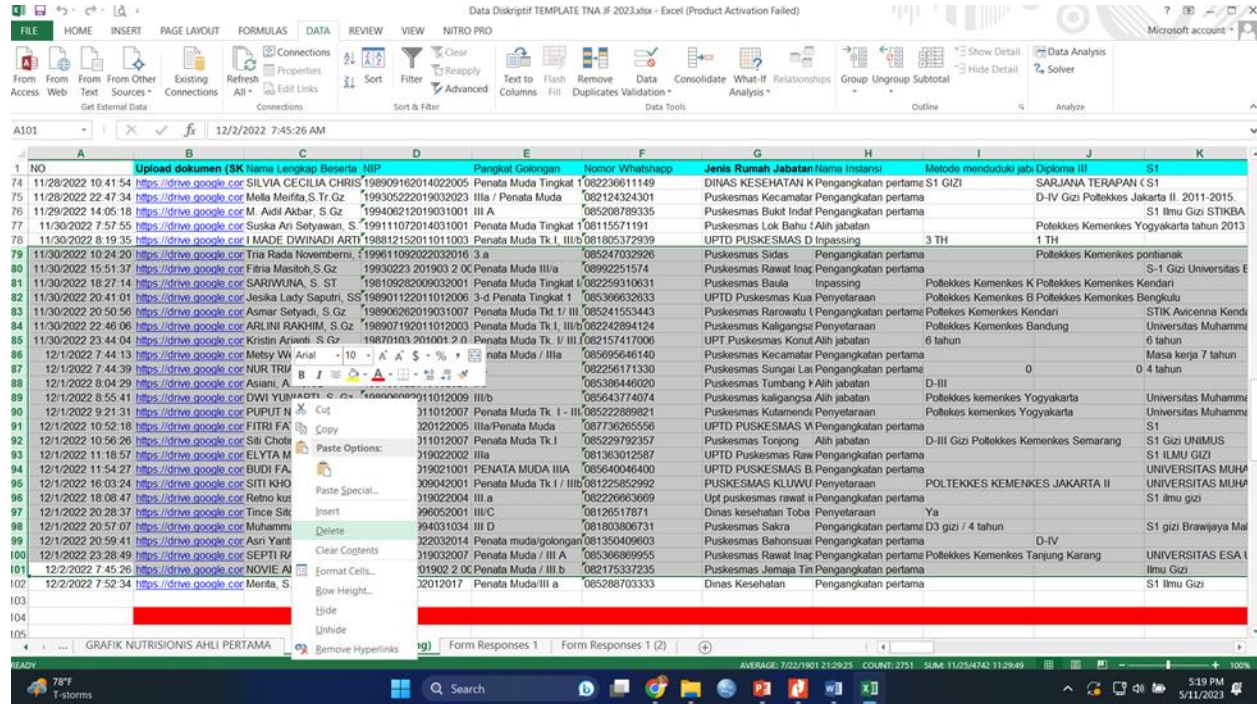 Data Diskriptif TEMPLATE TNA JF 2023.xlsx - Excel (Product Activation Failed)
FILE HOME INSERT PAGE LAYOUT FORMULAS DATA REVIEW VIEW NITRO PRO Microsoft account
Connections Clear Show Detail Data Analysis
Properties Reapply Hide Detail Solver
Edit Links Advanced
From Access From Web From Text From Other Sources Existing Connections Refresh All Sort Filter Text to Columns Flash Fill Remove Duplicates Data Validation Consolidate What-If Analysis Relationships Group Ungroup Subtotal
Get External Data Connections Sort & Filter Data Tools Outline Analyze
A101 fx 12/2/2022 7:45:26 AM
A B C D E F G H I J K
1 NO Upload dokumen (SK Nama Lengkap Beserta NIP Pangkat Golongan Nomor Whatshapp Jenis Rumah Jabatan Nama Instansi Metode menduduki jab Diploma III S1
74 11/28/2022 10:41:54 https://drive.google.cor SILVIA CECILIA CHRIS 198909162014022005 Penata Muda Tingkat 1 082236611149 DINAS KESEHATAN K Pengangkatan pertama S1 GIZI SARJANA TERAPAN ( S1
75 11/28/2022 22:47:34 https://drive.google.cor Mella Meifita,S.Tr.Gz 199305222019032023 IIIa / Penata Muda 082124324301 Puskesmas Kecamatar Pengangkatan pertama D-IV Gizi Poltekkes Jakarta II. 2011-2015.
76 11/29/2022 14:05:18 https://drive.google.cor M. Aidil Akbar, S.Gz 199406212019031001 III A 085208789335 Puskesmas Bukit Indah Pengangkatan pertama S1 Ilmu Gizi STIKBA
77 11/30/2022 7:57:55 https://drive.google.cor Suska Ari Setyawan, S. 199111072014031001 Penata Muda Tingkat 1 08115571191 Puskesmas Lok Bahu Alih jabatan Potekkes Kemenkes Yogyakarta tahun 2013
78 11/30/2022 8:19:35 https://drive.google.cor I MADE DWINADI ARTI 198812152011011003 Penata Muda Tk.I, III/b 081805372939 UPTD PUSKESMAS D Inpassing 3 TH 1 TH
79 11/30/2022 10:24:20 https://drive.google.cor Tria Rada Novemberni, 199611092022032016 3.a 085247032926 Puskesmas Sidas Pengangkatan pertama Poltekkes Kemenkes pontianak
80 11/30/2022 15:51:37 https://drive.google.cor Fitria Masitoh,S.Gz 19930223 201903 2 0 Penata Muda III/a 08992251574 Puskesmas Rawat Inap Pengangkatan pertama S-1 Gizi Universitas E
81 11/30/2022 18:27:14 https://drive.google.cor SARIWUNA, S. ST 198109282009032001 Penata Muda Tingkat I/ 082259310631 Puskesmas Baula Inpassing Poltekkes Kemenkes K Poltekkes Kemenkes Kendari
82 11/30/2022 20:41:01 https://drive.google.cor Jesika Lady Saputri, SS 198901122011012006 3-d Penata Tingkat 1 085366632633 UPTD Puskesmas Kua Penyetaraan Poltekkes Kemenkes B Poltekkes Kemenkes Bengkulu
83 11/30/2022 20:50:56 https://drive.google.cor Asmar Setyadi, S. Gz 198906262019031007 Penata Muda Tkt 1/ III. 085241553443 Puskesmas Rarowatu U Pengangkatan pertama Poltekes Kemenkes Kendari STIK Avicenna Kenda
84 11/30/2022 22:46:06 https://drive.google.cor ARLINI RAKHIM, S.Gz 198907192011012003 Penata Muda Tk.I, III/b 082242894124 Puskesmas Kaligangsa Penyetaraan Poltekkes Kemenkes Bandung Universitas Muhamma
85 11/30/2022 23:44:04 https://drive.google.cor Kristin Arianti, S.Gz 19870103 201001 2 0 Penata Muda Tk. I/ III.b 082157417006 UPT.Puskesmas Konut Alih jabatan 6 tahun 6 tahun
86 12/1/2022 7:44:13 https://drive.google.cor Metsy We nata Muda / IIIa 085695646140 Puskesmas Kecamatar Pengangkatan pertama Masa kerja 7 tahun
87 12/1/2022 7:44:39 https://drive.google.cor NUR TRIA 082256171330 Puskesmas Sungai Lan Pengangkatan pertama 0 0 4 tahun
88 12/1/2022 8:04:29 https://drive.google.cor Asiani, A 085386446020 Puskesmas Tumbang K Alih jabatan D-III
89 12/1/2022 8:55:41 https://drive.google.cor DWI YUNIARTI, S. Gz 198906082011012009 III/b 085643774074 Puskesmas kaligangsa Alih jabatan Poltekkes kemenkes Yogyakarta Universitas Muhamma
90 12/1/2022 9:21:31 https://drive.google.cor PUPUT N 011012007 Penata Muda Tk. I - III. 085222889821 Puskesmas Kutamenda Penyetaraan Poltekes kemenkes Yogyakarta Universitas Muhamma
91 12/1/2022 10:52:18 https://drive.google.cor FITRI FA 020122005 IIIa/Penata Muda 087736265556 UPTD PUSKESMAS W Pengangkatan pertama S1
92 12/1/2022 10:56:26 https://drive.google.cor Siti Choti 011012007 Penata Muda Tk.I 085229792357 Puskesmas Tonjong Alih jabatan D-III Gizi Poltekkes Kemenkes Semarang S1 Gizi UNIMUS
93 12/1/2022 11:18:57 https://drive.google.cor ELYTA M 019022002 IIIa 081363012587 UPTD Puskesmas Raw Pengangkatan pertama S1 ILMU GIZI
94 12/1/2022 11:54:27 https://drive.google.cor BUDI FA 019021001 PENATA MUDA IIIA 085640046400 UPTD PUSKESMAS B Pengangkatan pertama UNIVERSITAS MUHA
95 12/1/2022 16:03:24 https://drive.google.cor SITI KHO 009042001 Penata Muda Tk.I / IIIb 081225852992 PUSKESMAS KLUWU Penyetaraan POLTEKKES KEMENKES JAKARTA II UNIVERSITAS MUHA
96 12/1/2022 18:08:47 https://drive.google.cor Retno kus 019022004 III.a 082226663669 Upt puskesmas rawat in Pengangkatan pertama S1 ilmu gizi
97 12/1/2022 20:28:37 https://drive.google.cor Tince Sito 996052001 III/C 08126517871 Dinas kesehatan Toba Penyetaraan Ya
98 12/1/2022 20:57:07 https://drive.google.cor Muhamma 994031034 III D 081803806731 Puskesmas Sakra Pengangkatan pertama D3 gizi / 4 tahun S1 gizi Brawijaya Mal
99 12/1/2022 20:59:41 https://drive.google.cor Asri Yant 022032014 Penata muda/golongan 081350409603 Puskesmas Bahonsuai Pengangkatan pertama D-IV
100 12/1/2022 23:28:49 https://drive.google.cor SEPTI RA 019032007 Penata Muda / III A 085366869955 Puskesmas Rawat Inap Pengangkatan pertama Poltekkes Kemenkes Tanjung Karang UNIVERSITAS ESA U
101 12/2/2022 7:45:26 https://drive.google.cor NOVIE AI 01902 2 0 Penata Muda / III.b 082175337235 Puskesmas Jemaja Tim Pengangkatan pertama Ilmu Gizi
102 12/2/2022 7:52:34 https://drive.google.cor Merita, S. 02012017 Penata Muda/III a 085288703333 Dinas Kesehatan Pengangkatan pertama S1 Ilmu Gizi
103
104
105
Arial 10 A A $ % ,
B I A
Cut
Copy
Paste Options:
Paste Special...
Insert
Delete
Clear Contents
Format Cells...
Row Height...
Hide
Unhide
Remove Hyperlinks
... GRAFIK NUTRISIONIS AHLI PERTAMA ng) Form Responses 1 Form Responses 1 (2)
READY AVERAGE: 7/22/1901 21:29:25 COUNT: 2751 SUM: 11/25/4742 11:29:49 100%
78°F
T-storms
Search
5:19 PM
5/11/2023